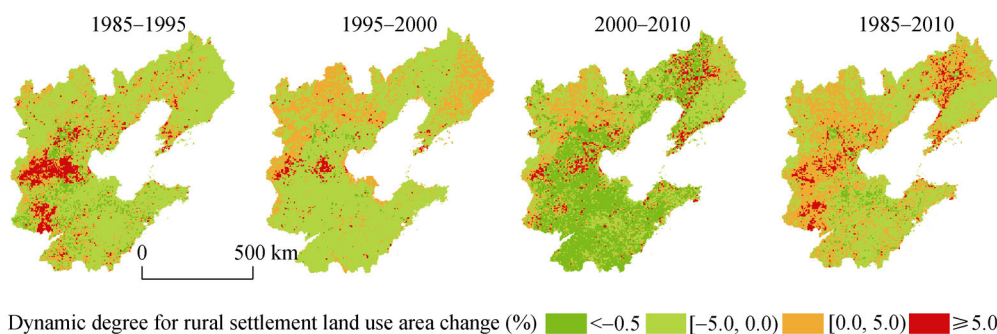 1985–1995
1995–2000
2000–2010
1985–2010
0 500 km
Dynamic degree for rural settlement land use area change (%) <–0.5 [–5.0, 0.0) [0.0, 5.0) ≥5.0